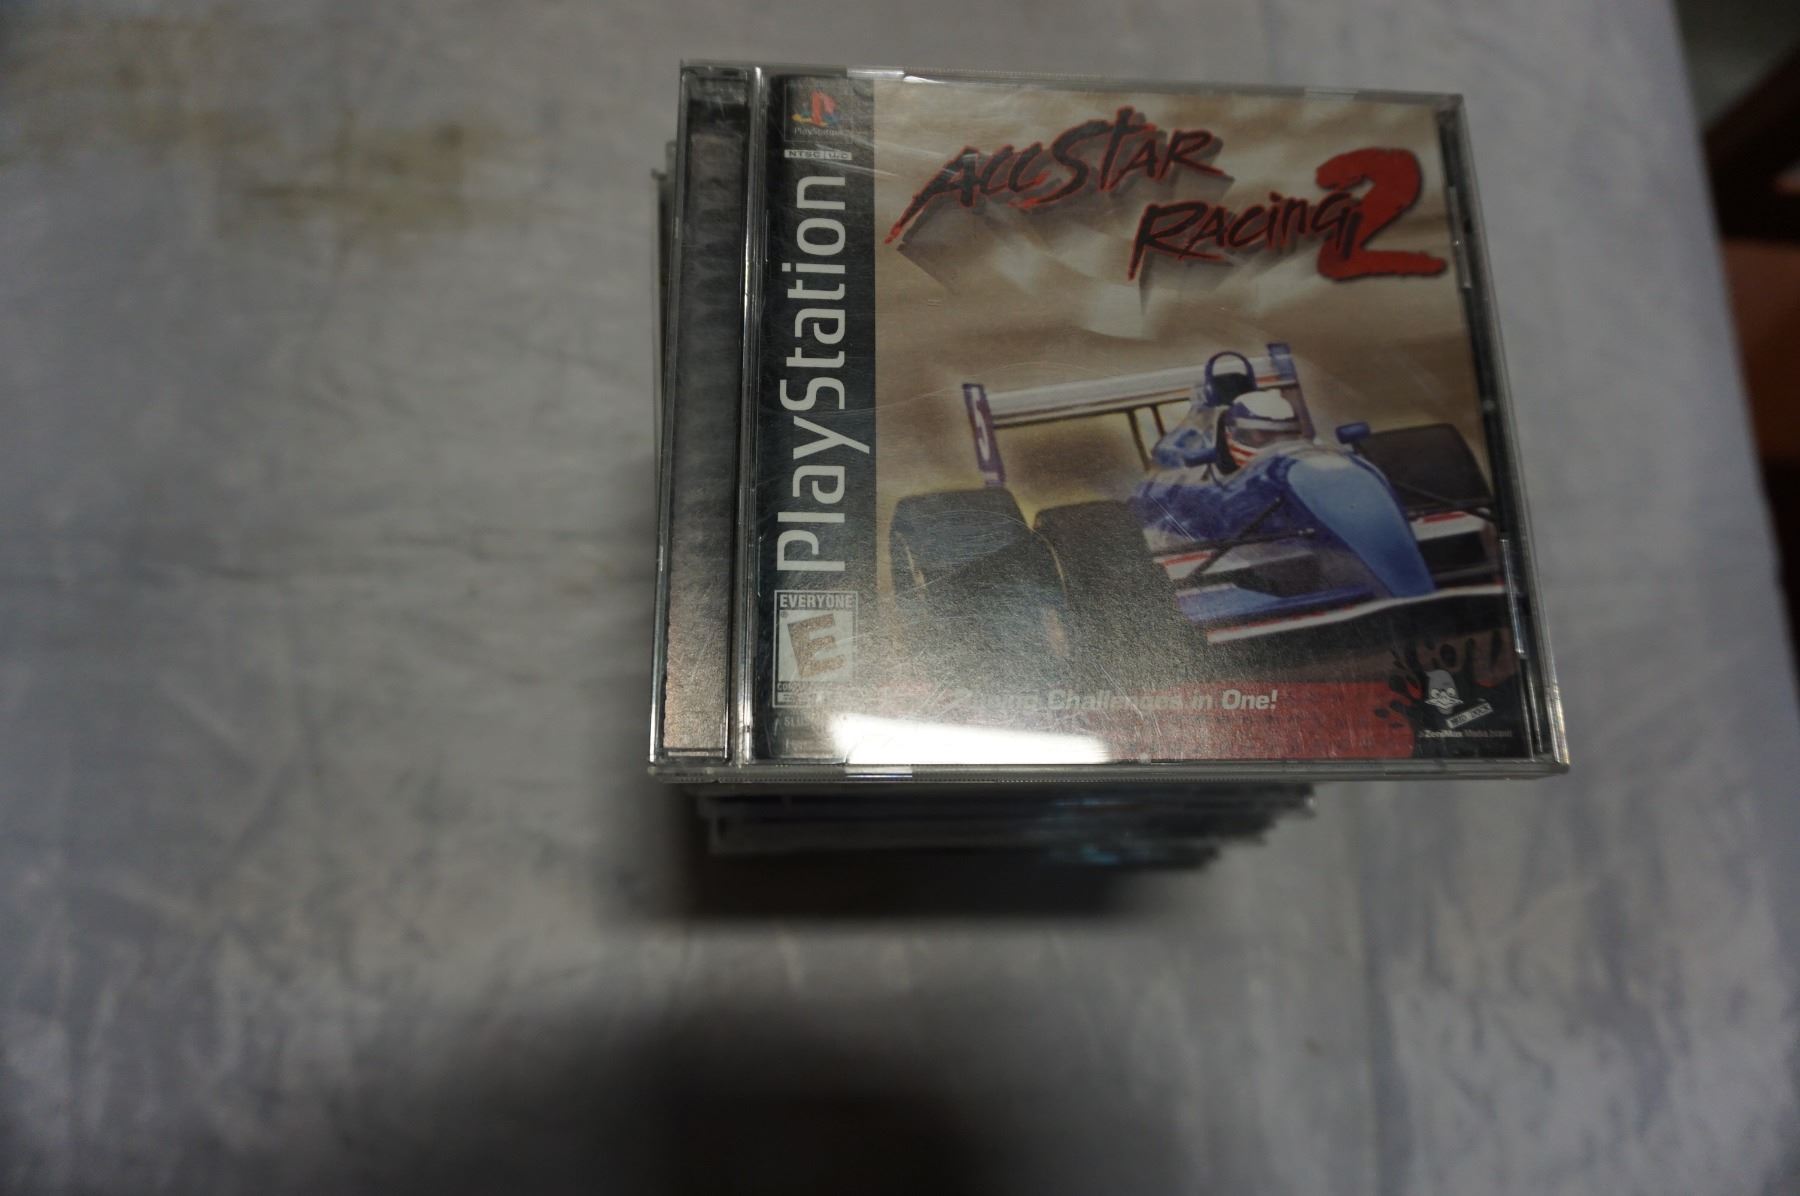 PlayStation
NTSC U/C
PlayStation
ALLSTAR
RACING 2
EVERYONE
E
Challenges in One!